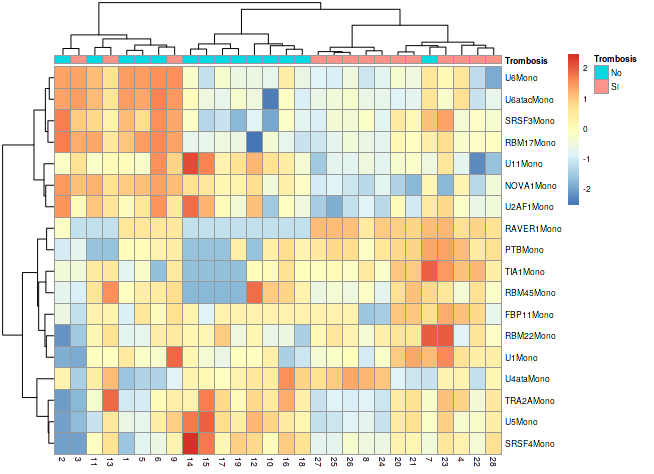 Trombosis
U6Mono
U6atacMono
SRSF3Mono
RBM17Mono
U11Mono
NOVA1Mono
U2AF1Mono
RAVER1Mono
PTBMono
TIA1Mono
RBM45Mono
FBP11Mono
RBM22Mono
U1Mono
U4ataMono
TRA2AMono
U5Mono
SRSF4Mono
2 3 11 13 1 5 6 9 14 15 17 19 12 10 16 18 27 25 26 8 24 20 21 7 23 4 22 28
2
1
0
-1
-2
Trombosis
No
SI